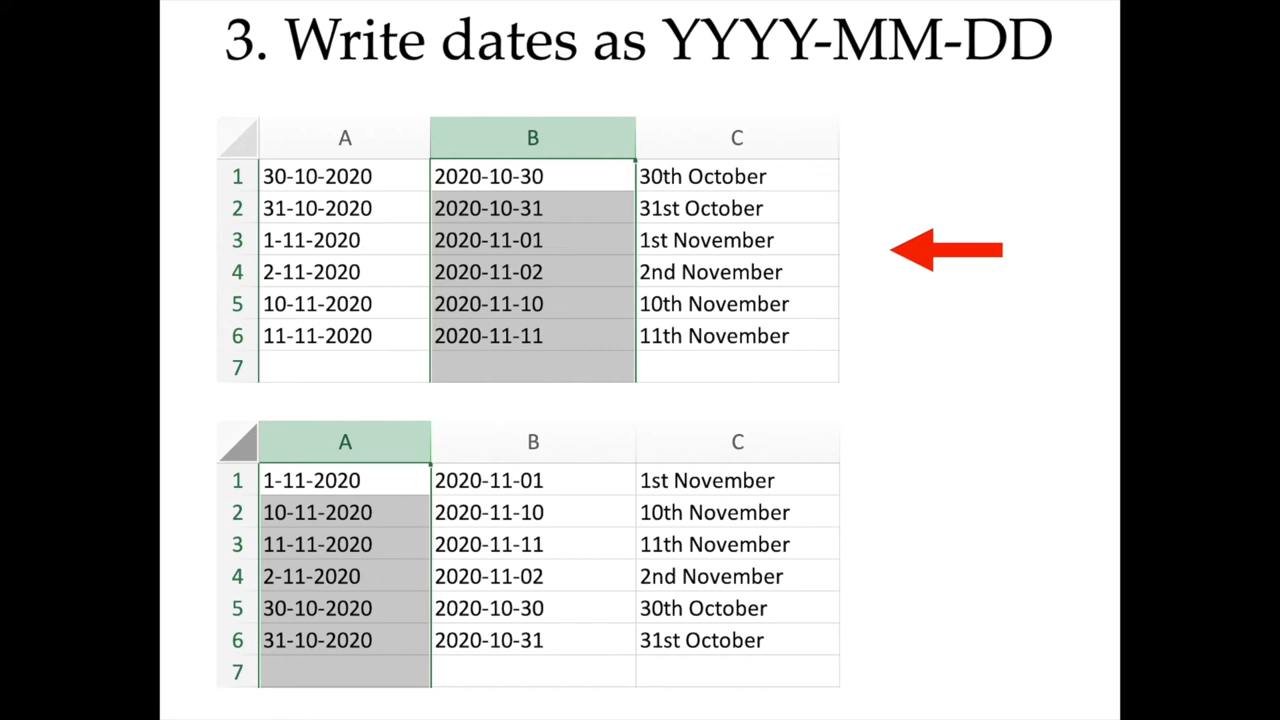 3. Write dates as YYYY-MM-DD
A B C
1 30-10-2020 2020-10-30 30th October
2 31-10-2020 2020-10-31 31st October
3 1-11-2020 2020-11-01 1st November
4 2-11-2020 2020-11-02 2nd November
5 10-11-2020 2020-11-10 10th November
6 11-11-2020 2020-11-11 11th November
7
A B C
1 1-11-2020 2020-11-01 1st November
2 10-11-2020 2020-11-10 10th November
3 11-11-2020 2020-11-11 11th November
4 2-11-2020 2020-11-02 2nd November
5 30-10-2020 2020-10-30 30th October
6 31-10-2020 2020-10-31 31st October
7